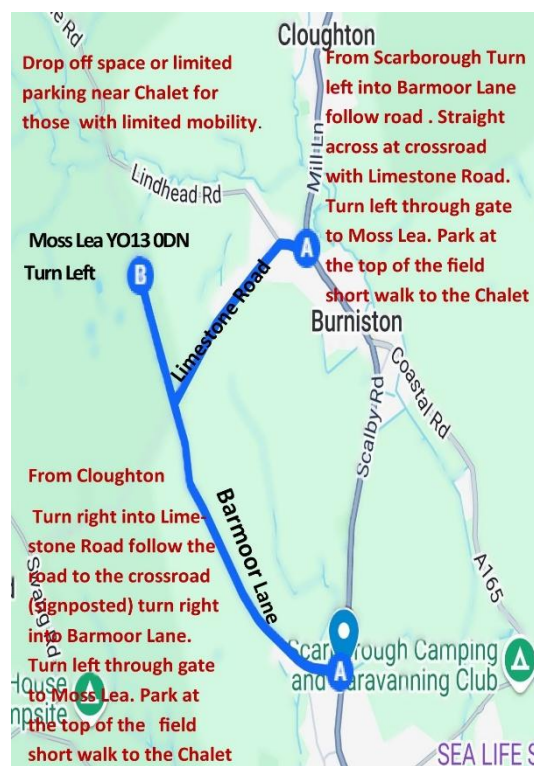 Cloughton
Drop off space or limited
parking near Chalet for
those with limited mobility.
From Scarborough Turn
left into Barmoor Lane
follow road . Straight
across at crossroad
with Limestone Road.
Turn left through gate
to Moss Lea. Park at
the top of the field
short walk to the Chalet
Rd
Mill Ln
Lindhead Rd
Moss Lea YO13 0DN
Turn Left
B
A
Limestone Road
Burniston
Scalby Rd
Coastal Rd
A165
Barmoor Lane
From Cloughton
Turn right into Lime-
stone Road follow the
road to the crossroad
(signposted) turn right
into Barmoor Lane.
Turn left through gate
to Moss Lea. Park at
the top of the field
short walk to the Chalet
Rd
House
A
Scarborough Camping
and Caravanning Club
SEA LIFE S